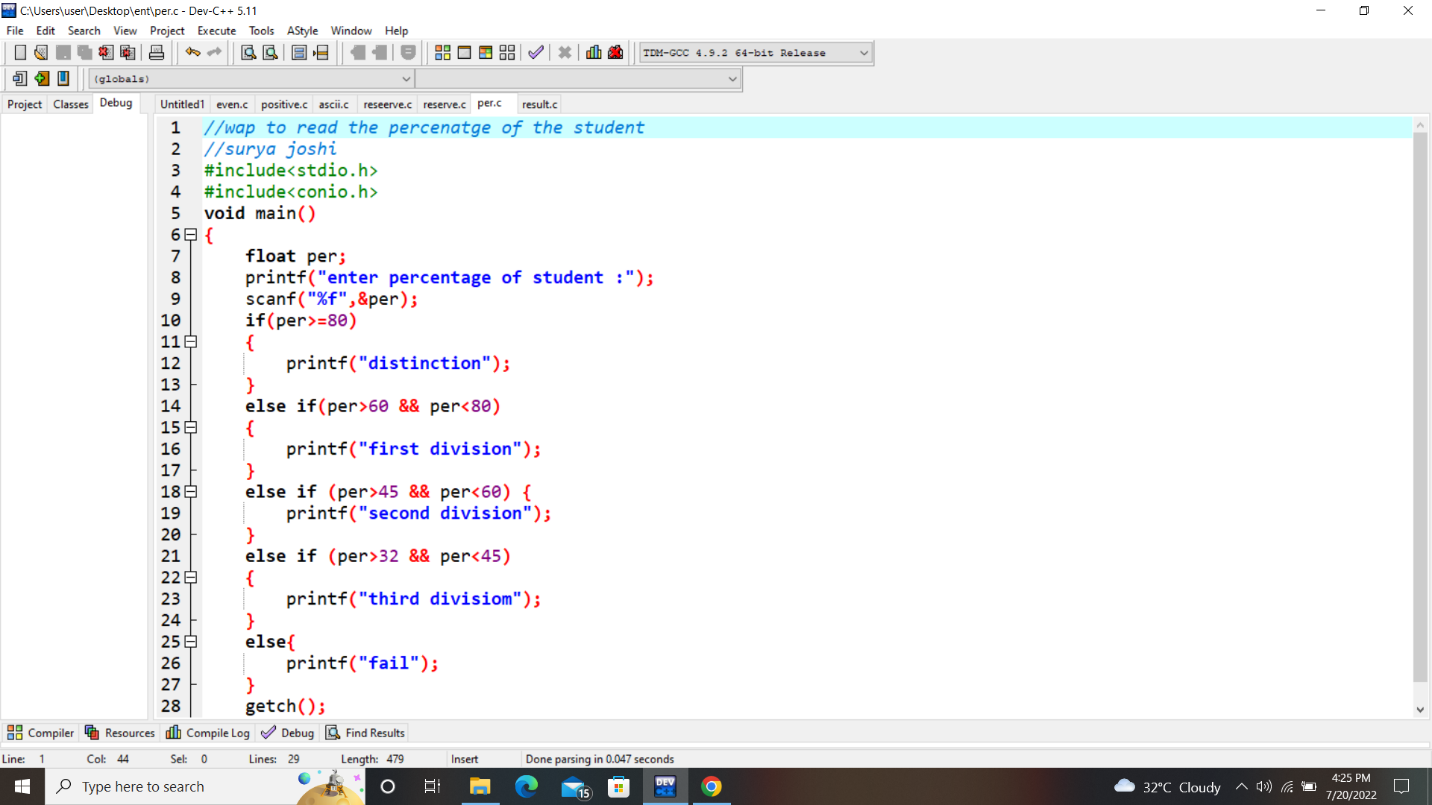 C:\Users\user\Desktop\ent\per.c - Dev-C++ 5.11
File Edit Search View Project Execute Tools AStyle Window Help
TDM-GCC 4.9.2 64-bit Release
(globals)
Project Classes Debug Untitled1 even.c positive.c ascii.c reseerve.c reserve.c per.c result.c
1 //wap to read the percenatge of the student
2 //surya joshi
3 #include<stdio.h>
4 #include<conio.h>
5 void main()
6 {
7 float per;
8 printf("enter percentage of student :");
9 scanf("%f",&per);
10 if(per>=80)
11 {
12 printf("distinction");
13 }
14 else if(per>60 && per<80)
15 {
16 printf("first division");
17 }
18 else if (per>45 && per<60) {
19 printf("second division");
20 }
21 else if (per>32 && per<45)
22 {
23 printf("third divisiom");
24 }
25 else{
26 printf("fail");
27 }
28 getch();
Compiler Resources Compile Log Debug Find Results
Line: 1 Col: 44 Sel: 0 Lines: 29 Length: 479 Insert Done parsing in 0.047 seconds
Type here to search 15 DEV 32°C Cloudy 4:25 PM
7/20/2022